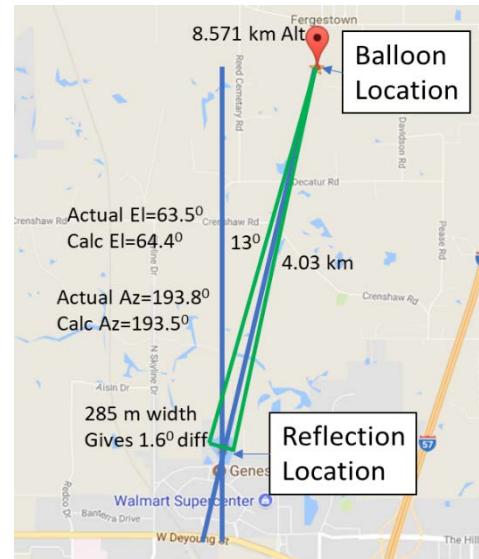 Fergestown
8.571 km Alt
Balloon
Location
Reed Cemetary Rd
Davidson Rd
Decatur Rd
Actual El=63.5⁰
Calc El=64.4⁰
Crenshaw Rd
Crenshaw Rd
13⁰
Pease Rd
4.03 km
Actual Az=193.8⁰
Calc Az=193.5⁰
Crenshaw Rd
N Skyline Dr
Aisin Dr
285 m width
Gives 1.6⁰ diff
Reflection
Location
57
Genes
Walmart Supercenter
Redco Dr
Banterra Drive
W Deyoung St
The Hill